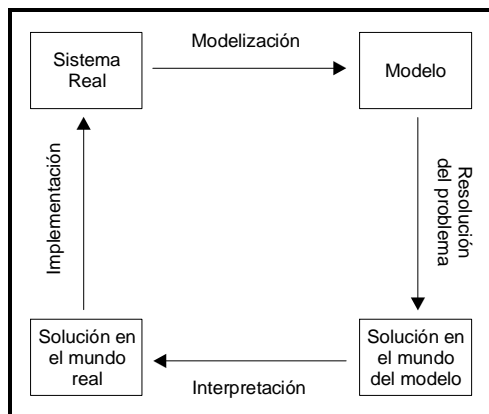 Modelización
Sistema
Real
Modelo
Implementación
Resolución
del problema
Solución en
el mundo
real
Solución en
el mundo
del modelo
Interpretación